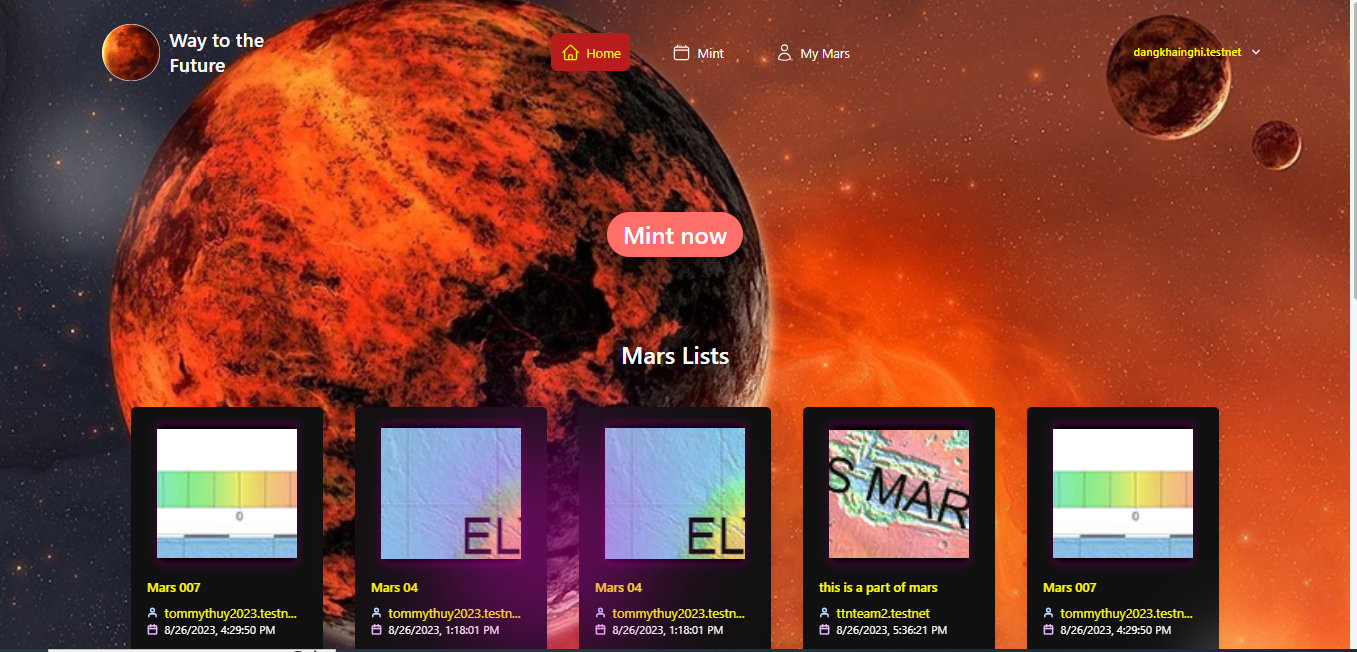 Way to the
Future
Home
Mint
My Mars
dangkhainghi.testnet
Mint now
Mars Lists
0
EL
EL
S MAR
0
Mars 007
Mars 04
Mars 04
this is a part of mars
Mars 007
tommythuy2023.testn...
tommythuy2023.testn...
tommythuy2023.testn...
ttnteam2.testnet
tommythuy2023.testn...
8/26/2023, 4:29:50 PM
8/26/2023, 1:18:01 PM
8/26/2023, 1:18:01 PM
8/26/2023, 5:36:21 PM
8/26/2023, 4:29:50 PM